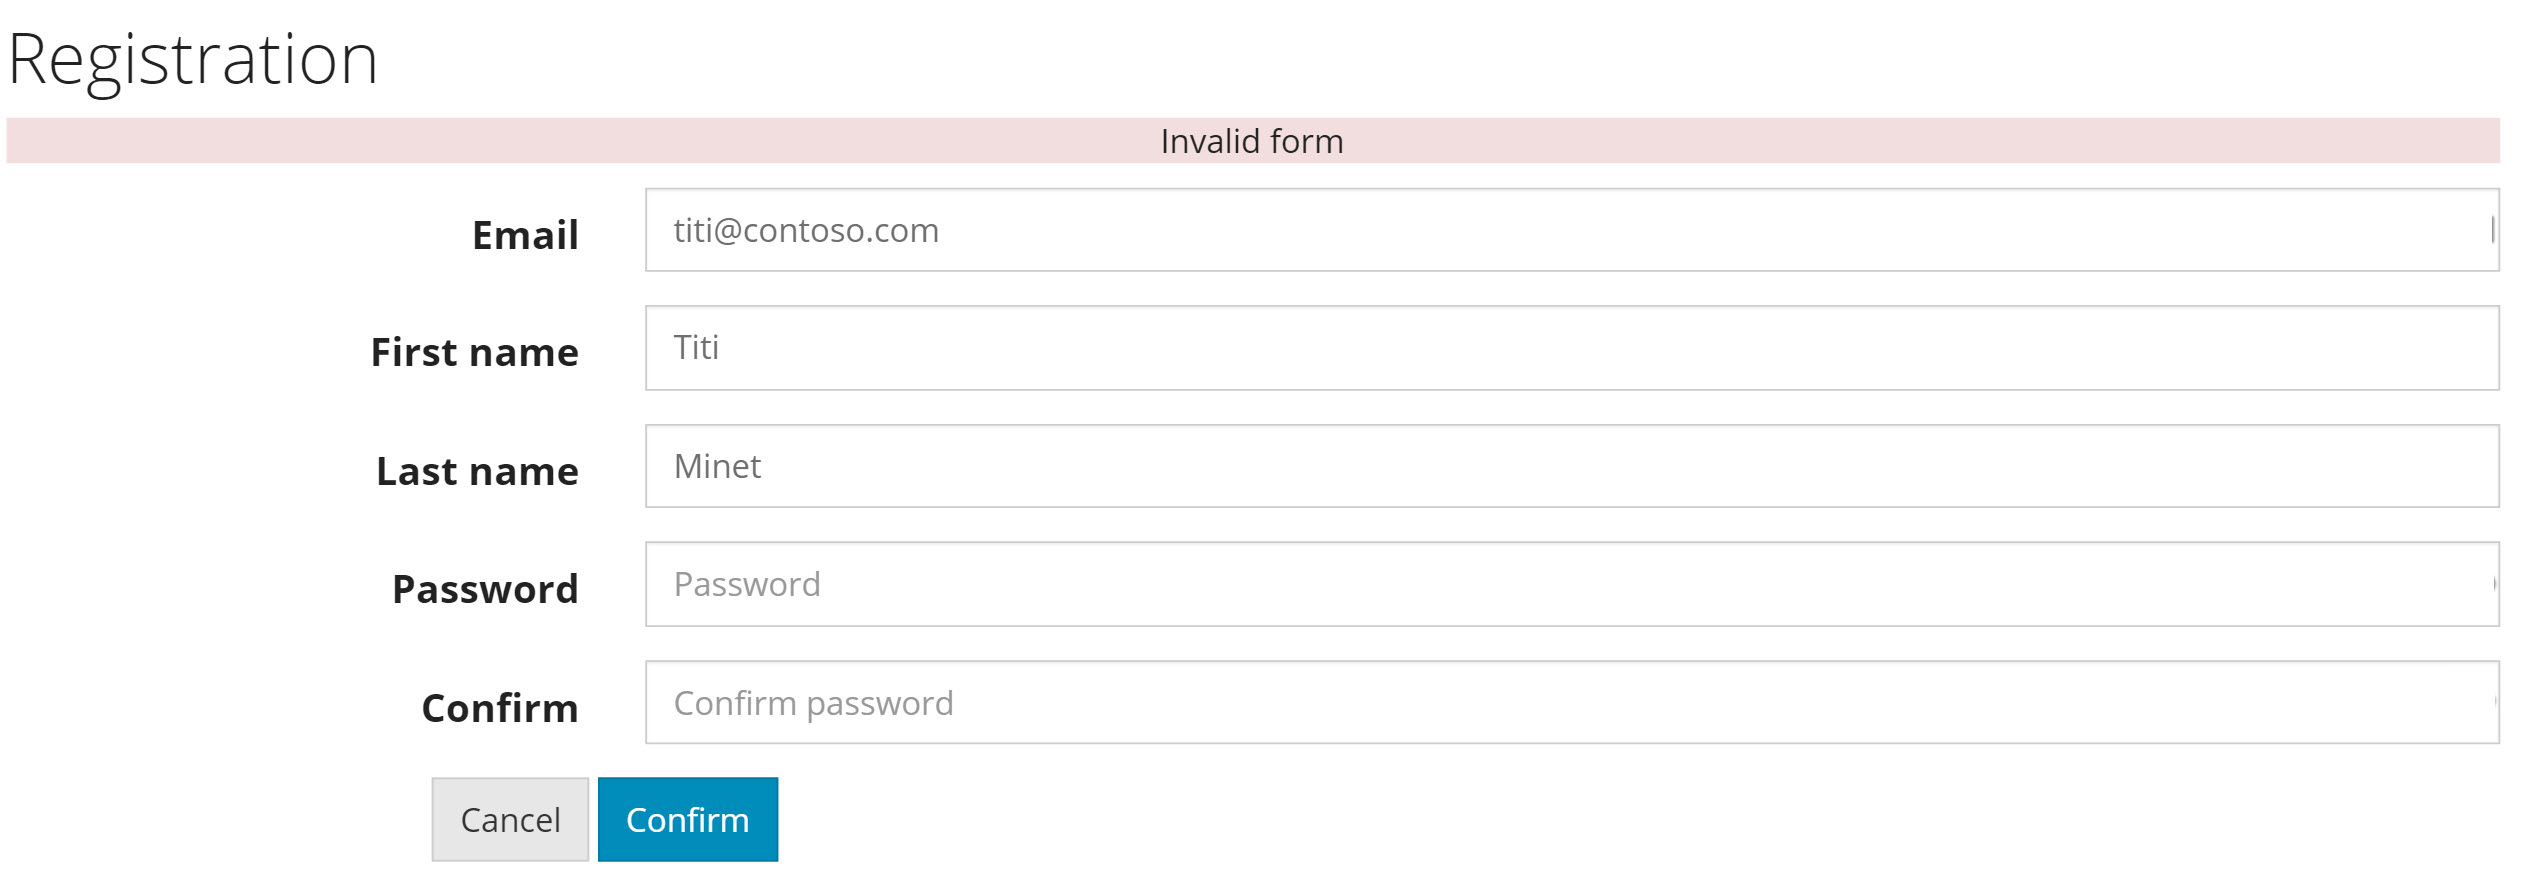 Registration
Invalid form
Email titi@contoso.com
First name Titi
Last name Minet
Password Password
Confirm Confirm password
Cancel Confirm